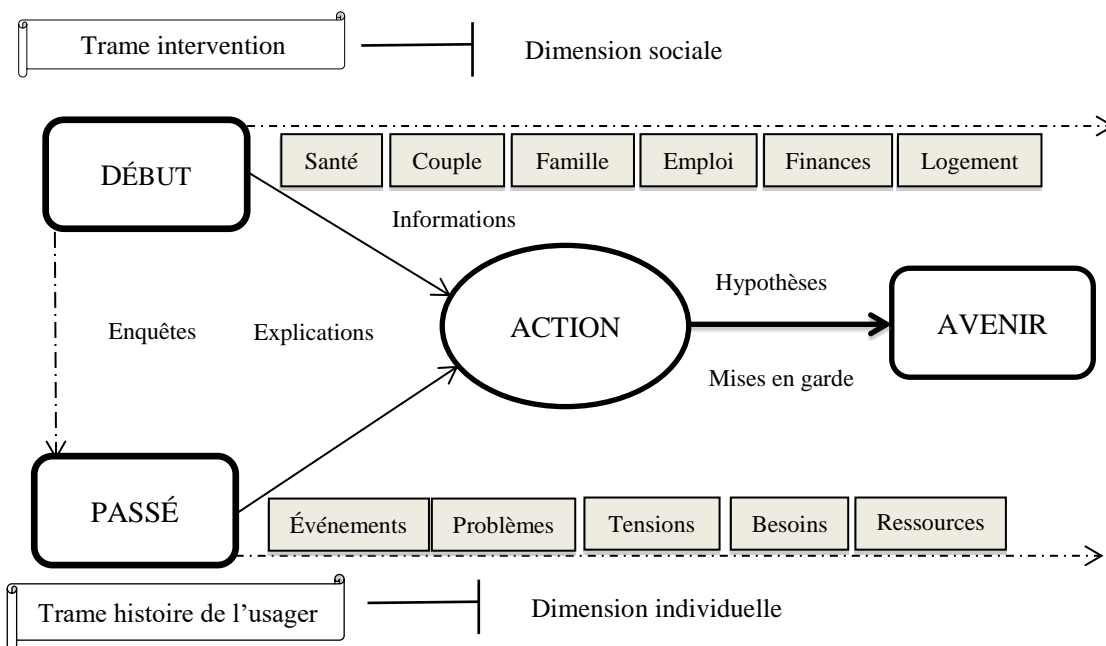 Trame intervention
Dimension sociale
DÉBUT
Santé
Couple
Famille
Emploi
Finances
Logement
Informations
Hypothèses
Enquêtes
Explications
ACTION
AVENIR
Mises en garde
PASSÉ
Événements
Problèmes
Tensions
Besoins
Ressources
Trame histoire de l’usager
Dimension individuelle